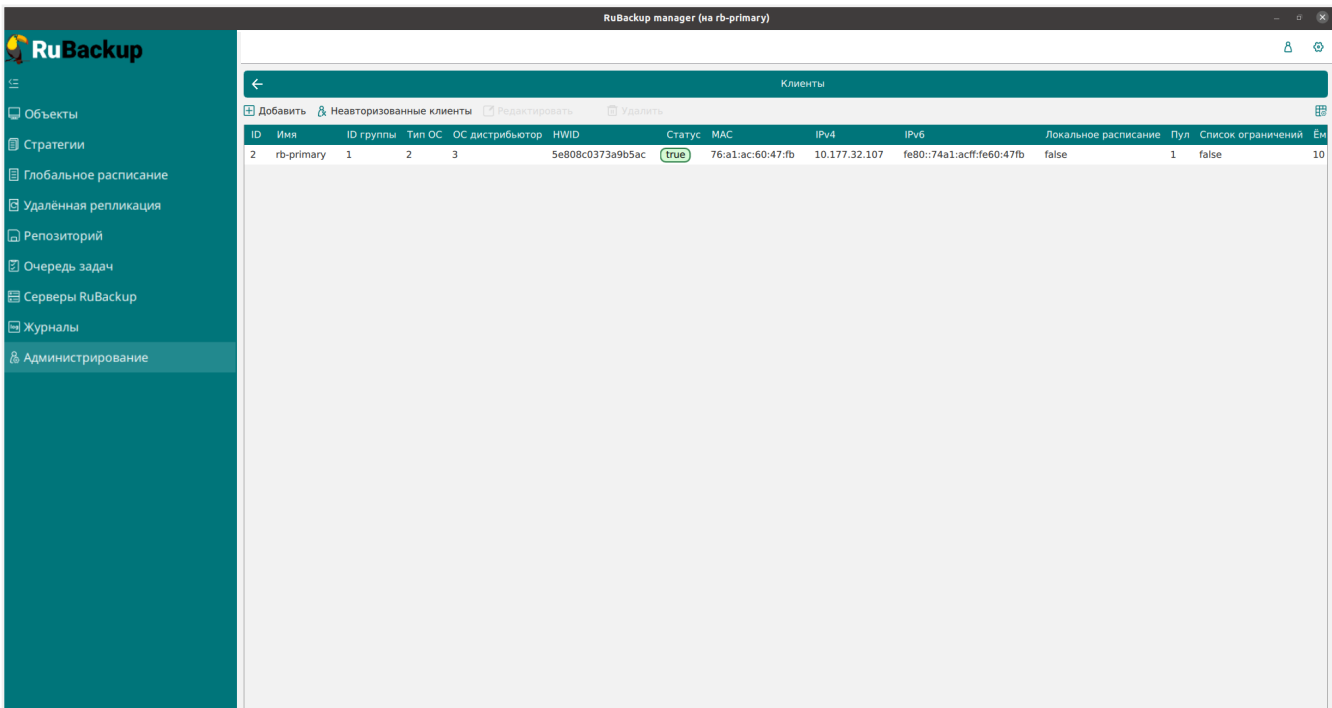 RuBackup manager (на rb-primary)
RuBackup
Клиенты
Добавить Неавторизованные клиенты Редактировать Удалить
ID Имя ID группы Тип ОС ОС дистрибьютор HWID Статус MAC IPv4 IPv6 Локальное расписание Пул Список ограничений Ём
2 rb-primary 1 2 3 5e808c0373a9b5ac true 76:a1:ac:60:47:fb 10.177.32.107 fe80::74a1:acff:fe60:47fb false 1 false 10
Объекты
Стратегии
Глобальное расписание
Удалённая репликация
Репозиторий
Очередь задач
Серверы RuBackup
Журналы
Администрирование